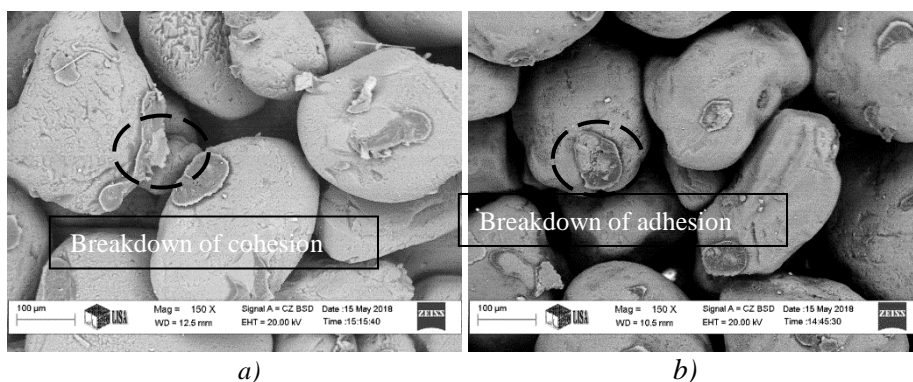 Breakdown of cohesion
100 µm
LISA
Mag = 150 X
WD = 12.5 mm
Signal A = CZ BSD
EHT = 20.00 kV
Date :15 May 2018
Time :15:15:40
ZEISS
a)
Breakdown of adhesion
100 µm
LISA
Mag = 150 X
WD = 10.5 mm
Signal A = CZ BSD
EHT = 20.00 kV
Date :15 May 2018
Time :14:45:30
ZEISS
b)